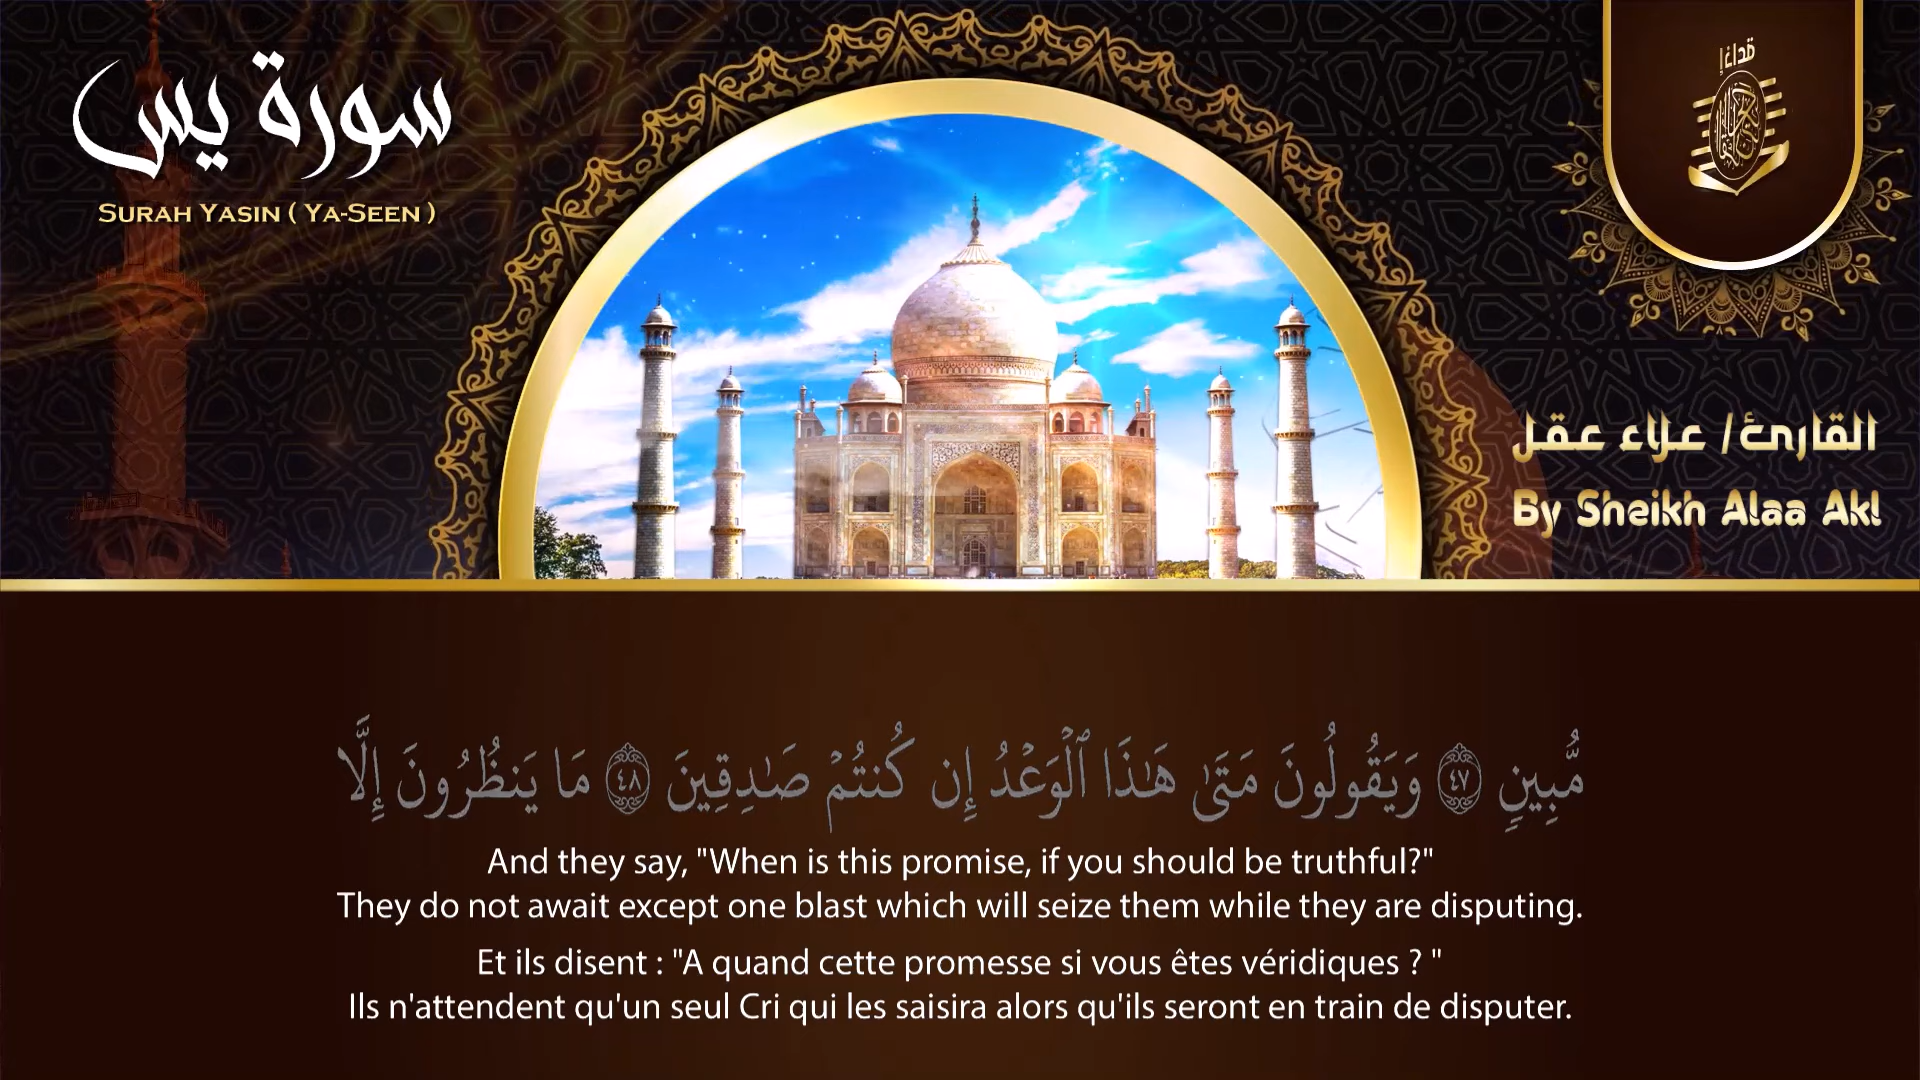 سورة يس
SURAH YASIN ( YA-SEEN )
القارئ / علاء عقل
By Sheikh Alaa Akl
مُّبِينٍ ٤٧ وَيَقُولُونَ مَتَىٰ هَٰذَا ٱلْوَعْدُ إِن كُنتُمْ صَٰدِقِينَ ٤٨ مَا يَنظُرُونَ إِلَّا
And they say, "When is this promise, if you should be truthful?"
They do not await except one blast which will seize them while they are disputing.
Et ils disent : "A quand cette promesse si vous êtes véridiques ? "
Ils n'attendent qu'un seul Cri qui les saisira alors qu'ils seront en train de disputer.